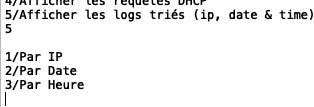 4/Afficher les requetes DHCP
5/Afficher les logs triés (ip, date & time)
5
1/Par IP
2/Par Date
3/Par Heure